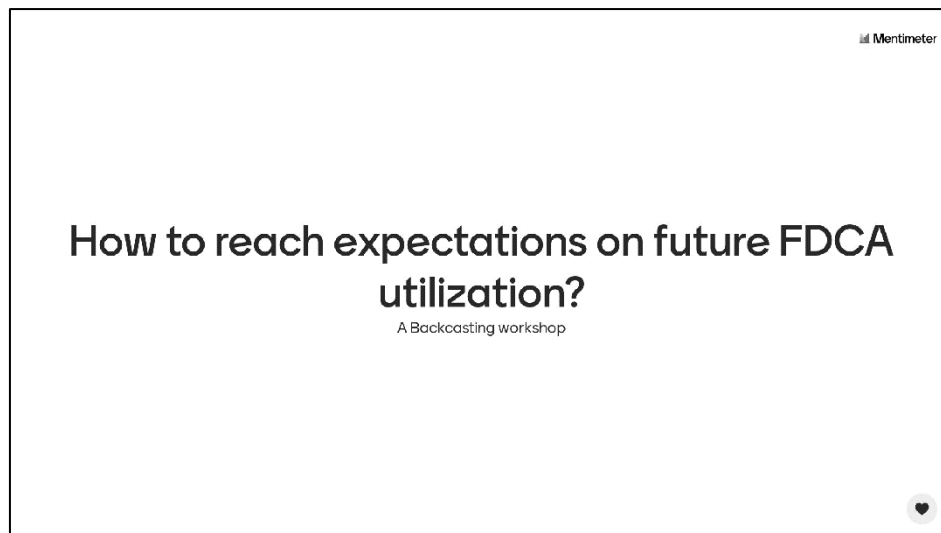 Mentimeter
How to reach expectations on future FDCA
utilization?
A Backcasting workshop